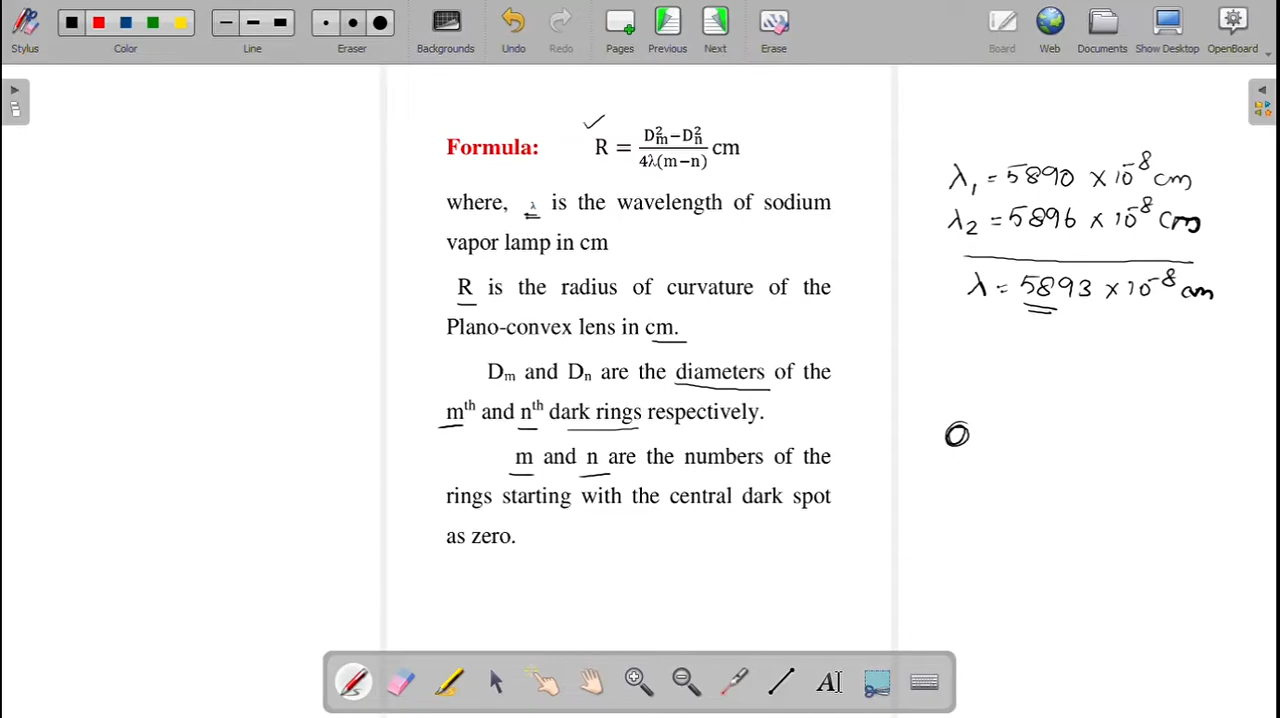 Stylus Color Line Eraser Backgrounds Undo Redo Pages Previous Next Erase Board Web Documents Show Desktop OpenBoard
Formula: R = (D²ₘ−D²ₙ)/(4λ(m−n)) cm
where, λ is the wavelength of sodium
vapor lamp in cm
R is the radius of curvature of the
Plano-convex lens in cm.
Dₘ and Dₙ are the diameters of the
mᵗʰ and nᵗʰ dark rings respectively.
m and n are the numbers of the
rings starting with the central dark spot
as zero.
λ₁ = 5890 × 10⁻⁸ cm
λ₂ = 5896 × 10⁻⁸ cm
λ = 5893 × 10⁻⁸ cm